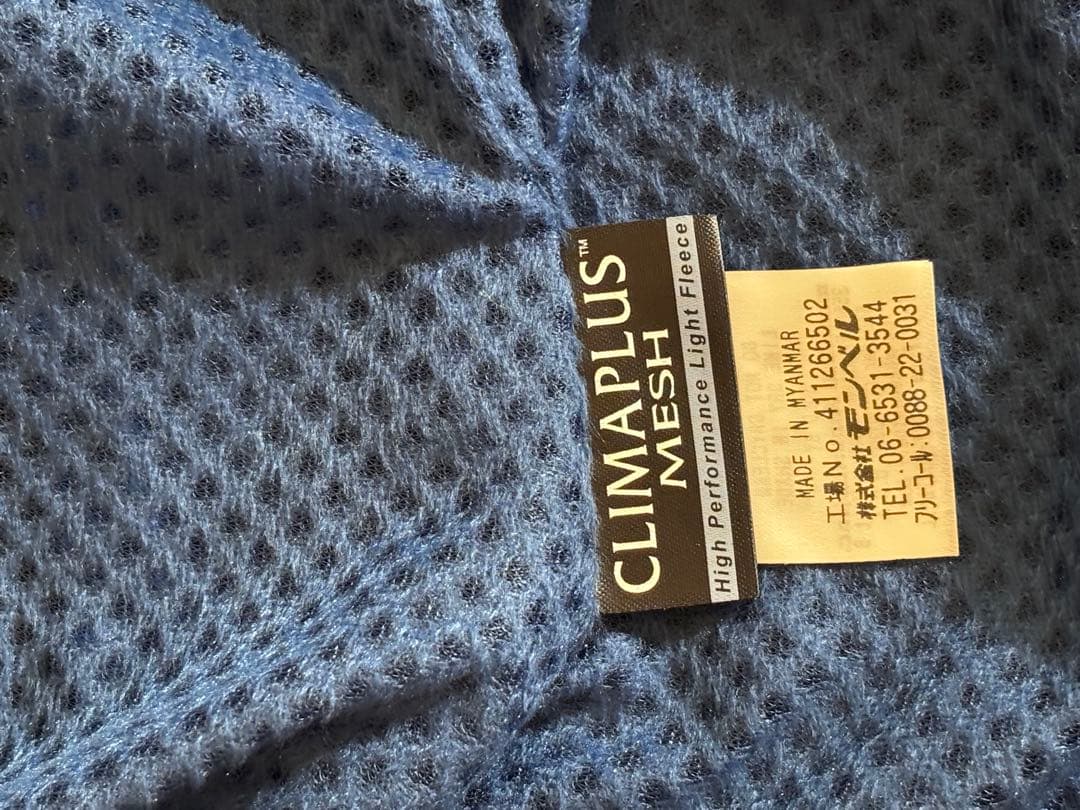 CLIMAPLUS™
MESH
High Performance Light Fleece
MADE IN MYANMAR
工場No.411266502
株式會社 モンベル
TEL.06-6531-3544
フリーコール:0088-22-0031